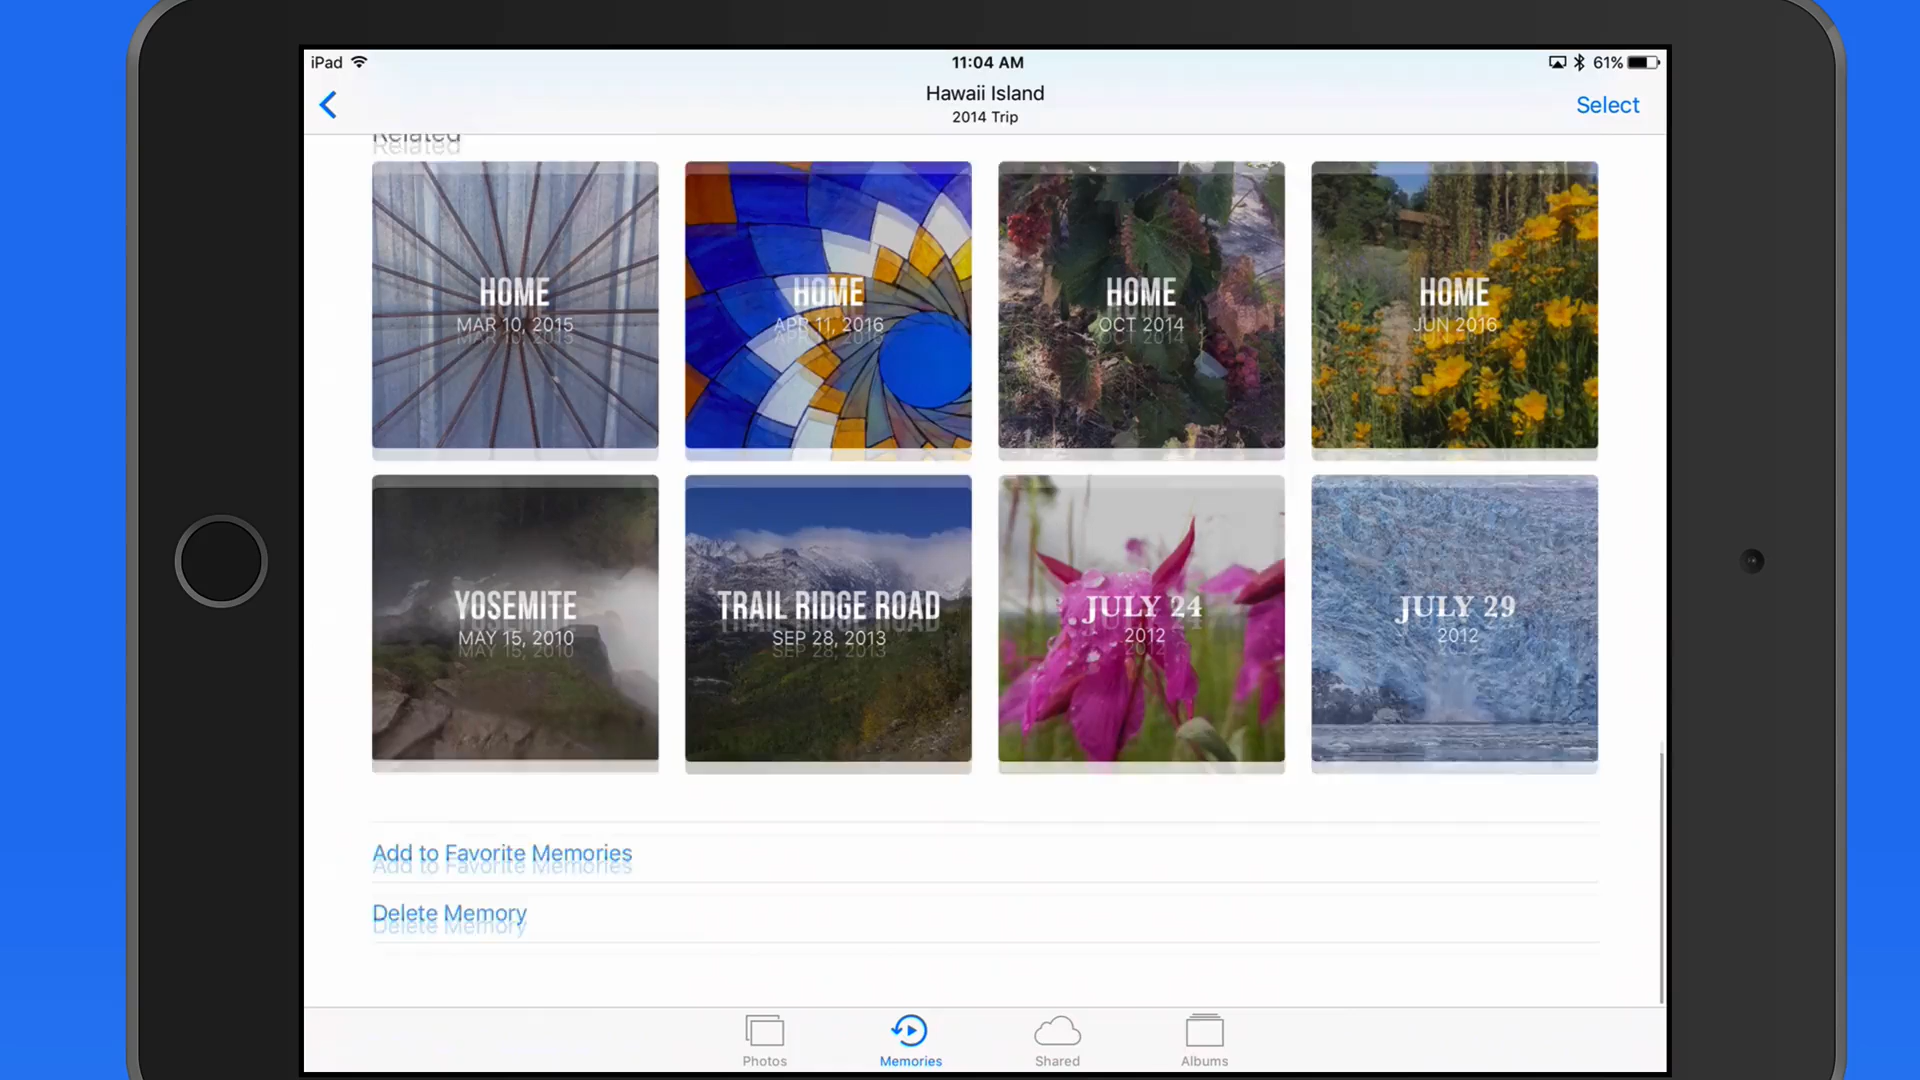 iPad
11:04 AM
61%
Hawaii Island
2014 Trip
Select
Related
HOME
MAR 10, 2015
HOME
APR 11, 2016
HOME
OCT 2014
HOME
JUN 2016
YOSEMITE
MAY 15, 2010
TRAIL RIDGE ROAD
SEP 28, 2013
JULY 24
2012
JULY 29
2012
Add to Favorite Memories
Delete Memory
Photos
Memories
Shared
Albums